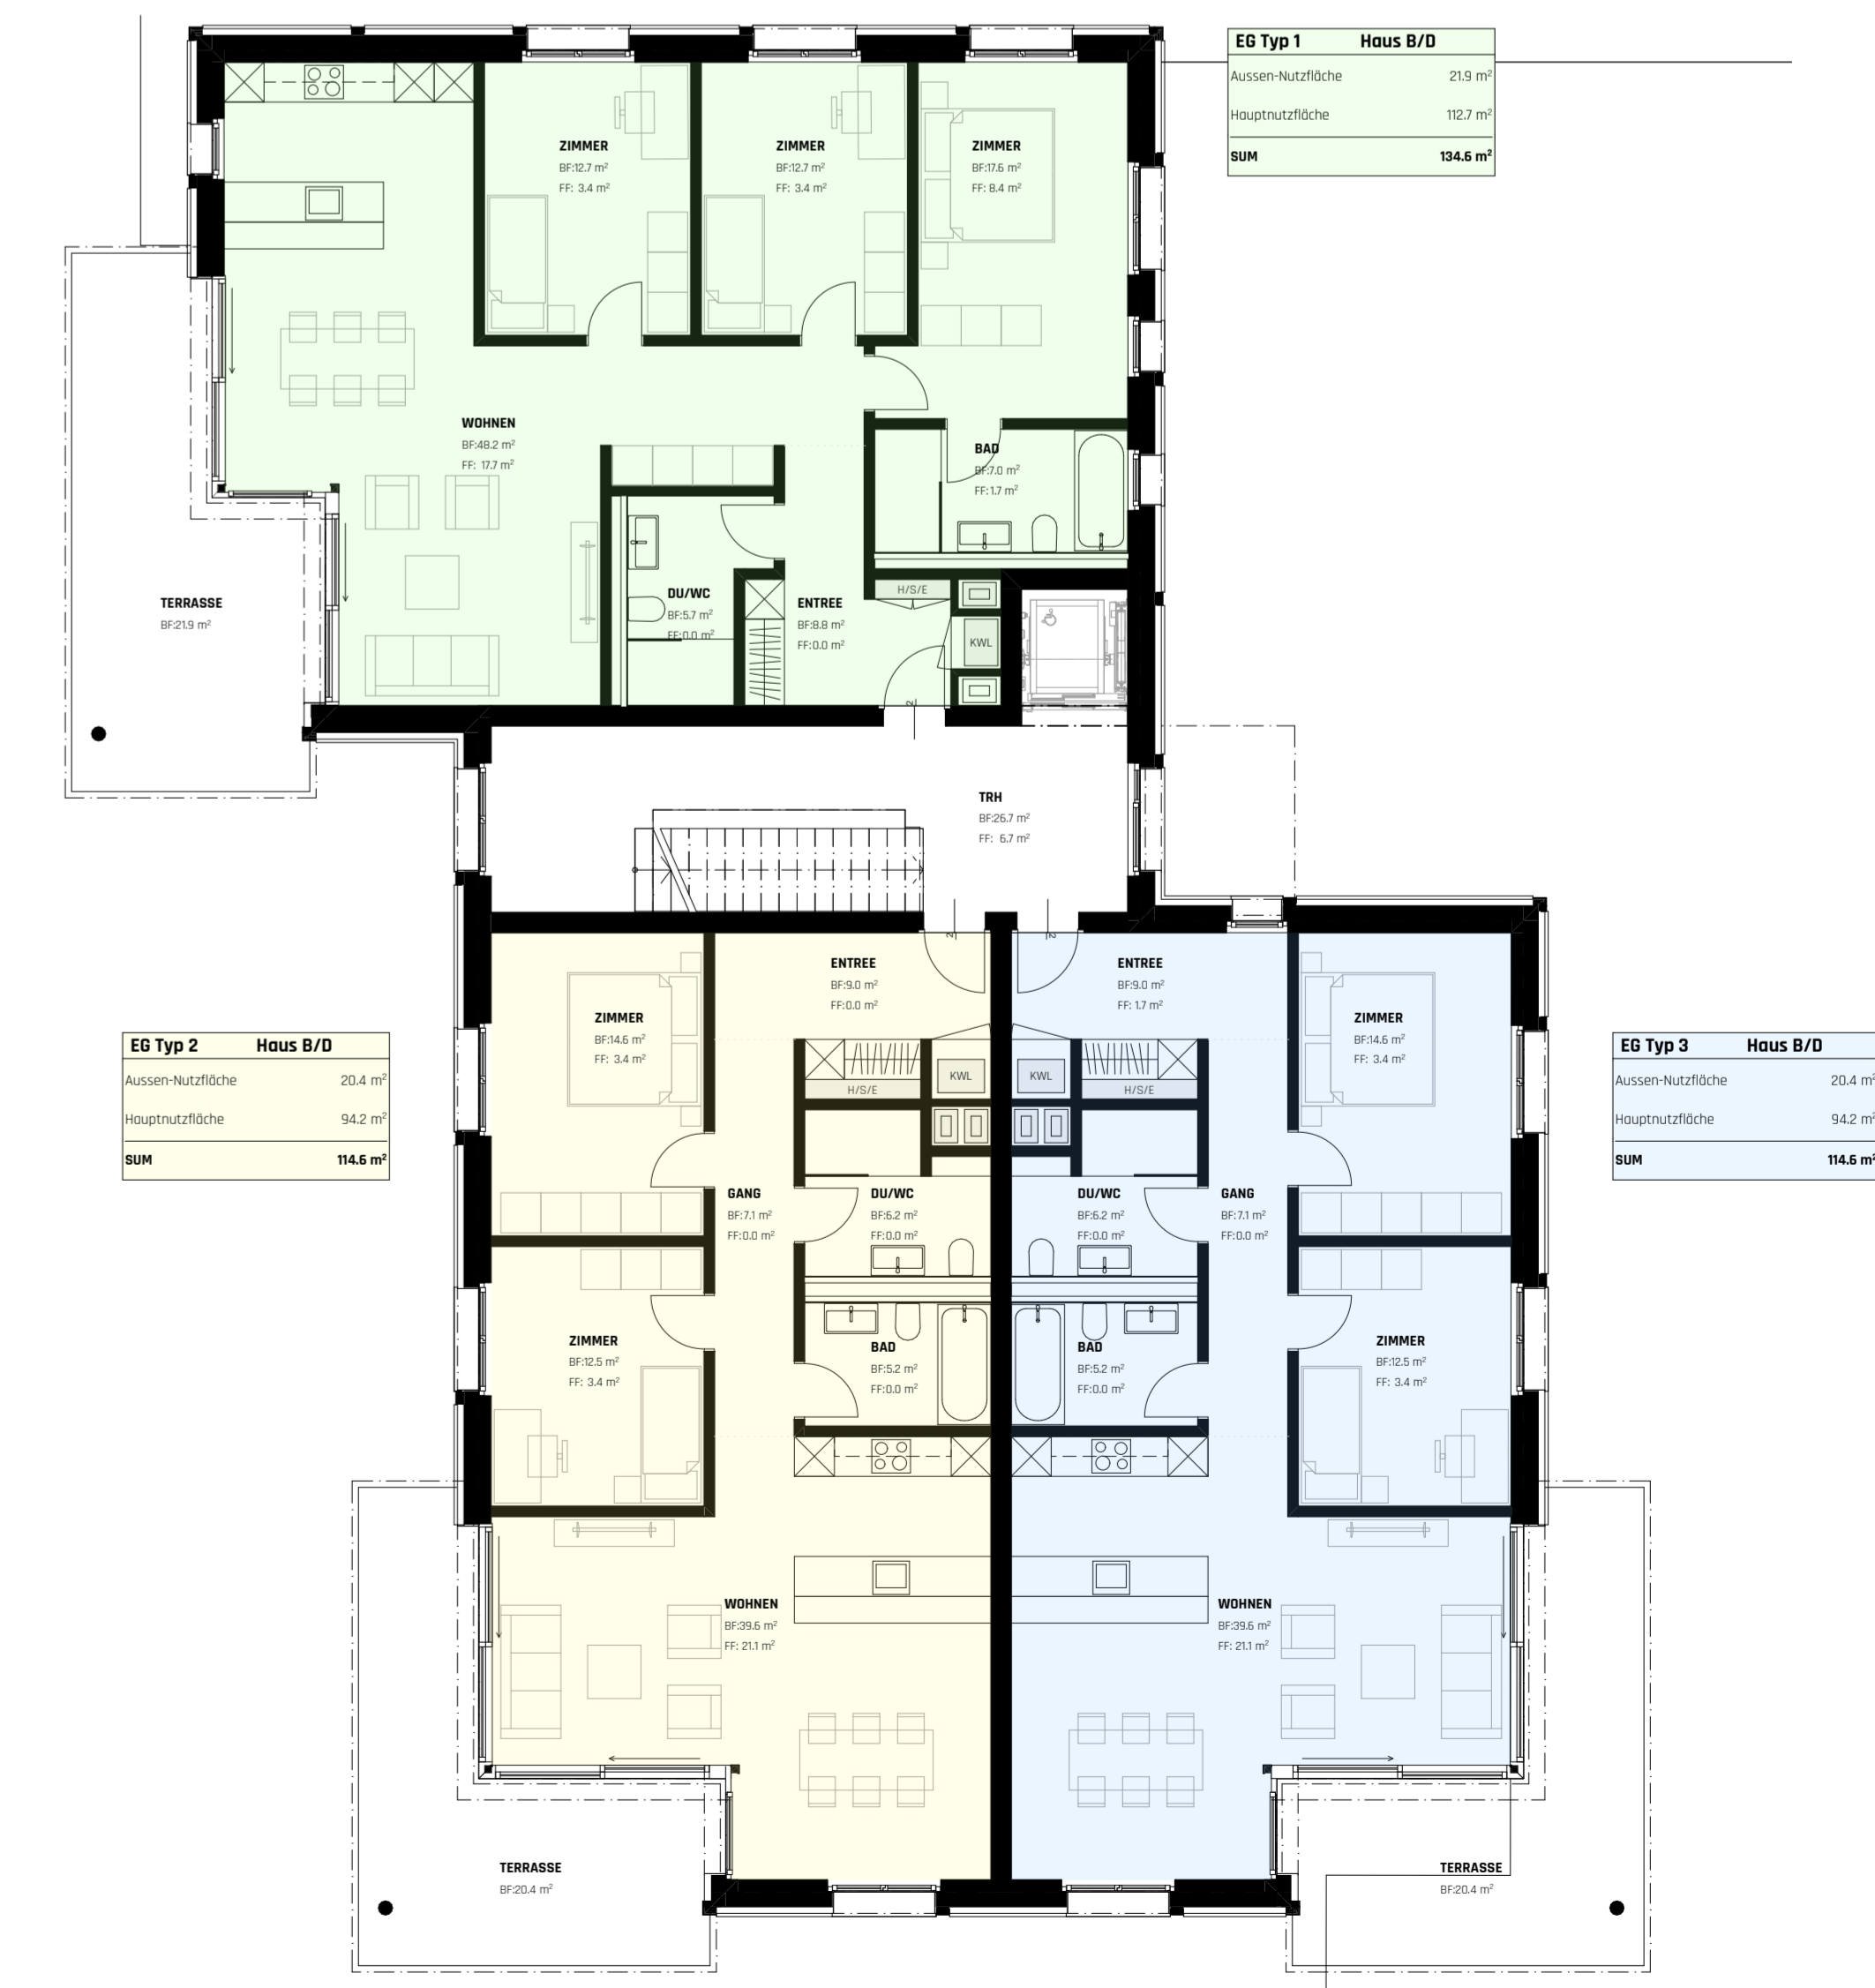 EG Typ 1 Haus B/D
Aussen-Nutzfläche 21.9 m²
Hauptnutzfläche 112.7 m²
SUM 134.6 m²
ZIMMER
BF:12.7 m²
FF: 3.4 m²
ZIMMER
BF:12.7 m²
FF: 3.4 m²
ZIMMER
BF:17.6 m²
FF: 8.4 m²
WOHNEN
BF:48.2 m²
FF: 17.7 m²
BAD
BF:7.0 m²
FF: 1.7 m²
TERRASSE
BF:21.9 m²
DU/WC
BF:5.7 m²
FF:0.0 m²
ENTREE
BF:8.8 m²
FF:0.0 m²
H/S/E
KWL
TRH
BF:26.7 m²
FF: 6.7 m²
EG Typ 2 Haus B/D
Aussen-Nutzfläche 20.4 m²
Hauptnutzfläche 94.2 m²
SUM 114.6 m²
ZIMMER
BF:14.6 m²
FF: 3.4 m²
ENTREE
BF:9.0 m²
FF:0.0 m²
KWL
H/S/E
GANG
BF:7.1 m²
FF:0.0 m²
DU/WC
BF:6.2 m²
FF:0.0 m²
ZIMMER
BF:12.5 m²
FF: 3.4 m²
BAD
BF:5.2 m²
FF:0.0 m²
WOHNEN
BF:39.6 m²
FF: 21.1 m²
TERRASSE
BF:20.4 m²
ENTREE
BF:9.0 m²
FF: 1.7 m²
ZIMMER
BF:14.6 m²
FF: 3.4 m²
KWL
H/S/E
DU/WC
BF:6.2 m²
FF:0.0 m²
GANG
BF:7.1 m²
FF:0.0 m²
BAD
BF:5.2 m²
FF:0.0 m²
ZIMMER
BF:12.5 m²
FF: 3.4 m²
WOHNEN
BF:39.6 m²
FF: 21.1 m²
TERRASSE
BF:20.4 m²
EG Typ 3 Haus B/D
Aussen-Nutzfläche 20.4 m²
Hauptnutzfläche 94.2 m²
SUM 114.6 m²